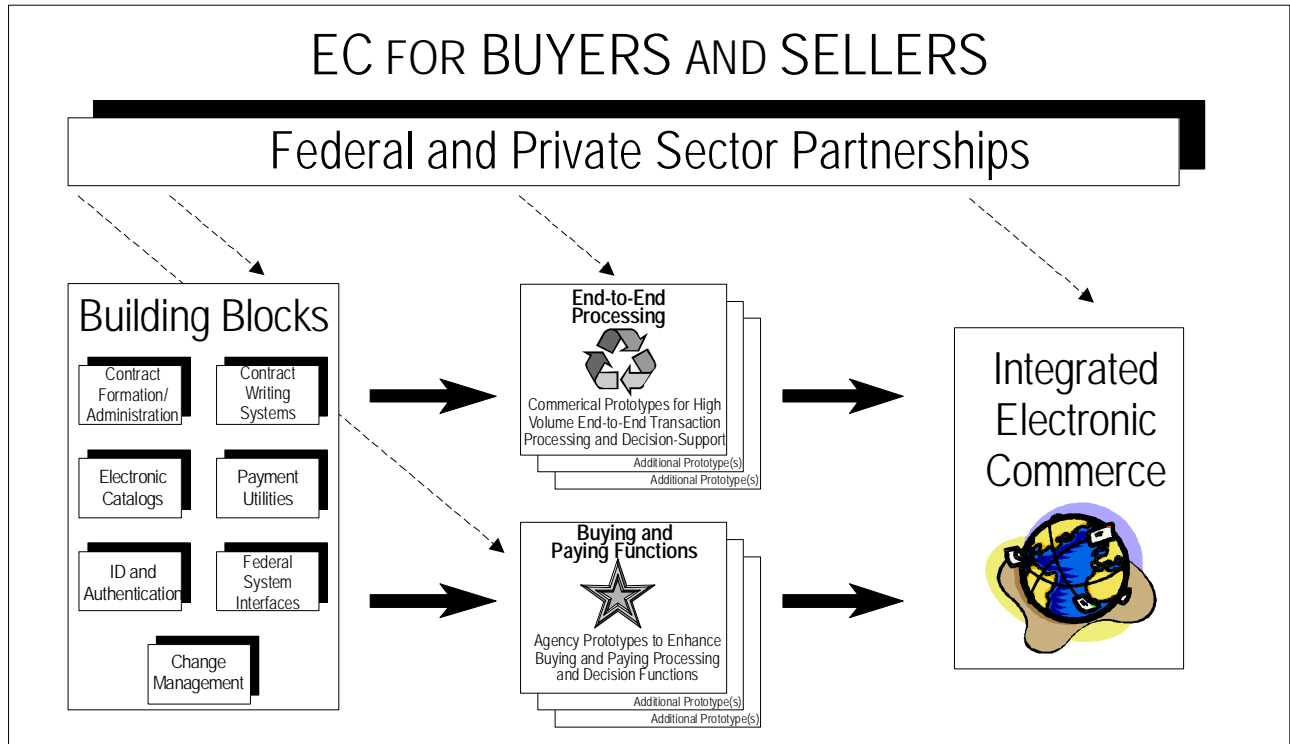 EC FOR BUYERS AND SELLERS
Federal and Private Sector Partnerships
Building Blocks
Contract
Formation/
Administration
Contract
Writing
Systems
Electronic
Catalogs
Payment
Utilities
ID and
Authentication
Federal
System
Interfaces
Change
Management
End-to-End
Processing
Commerical Prototypes for High
Volume End-to-End Transaction
Processing and Decision-Support
Additional Prototype(s)
Additional Prototype(s)
Buying and
Paying Functions
Agency Prototypes to Enhance
Buying and Paying Processing
and Decision Functions
Additional Prototype(s)
Additional Prototype(s)
Integrated
Electronic
Commerce